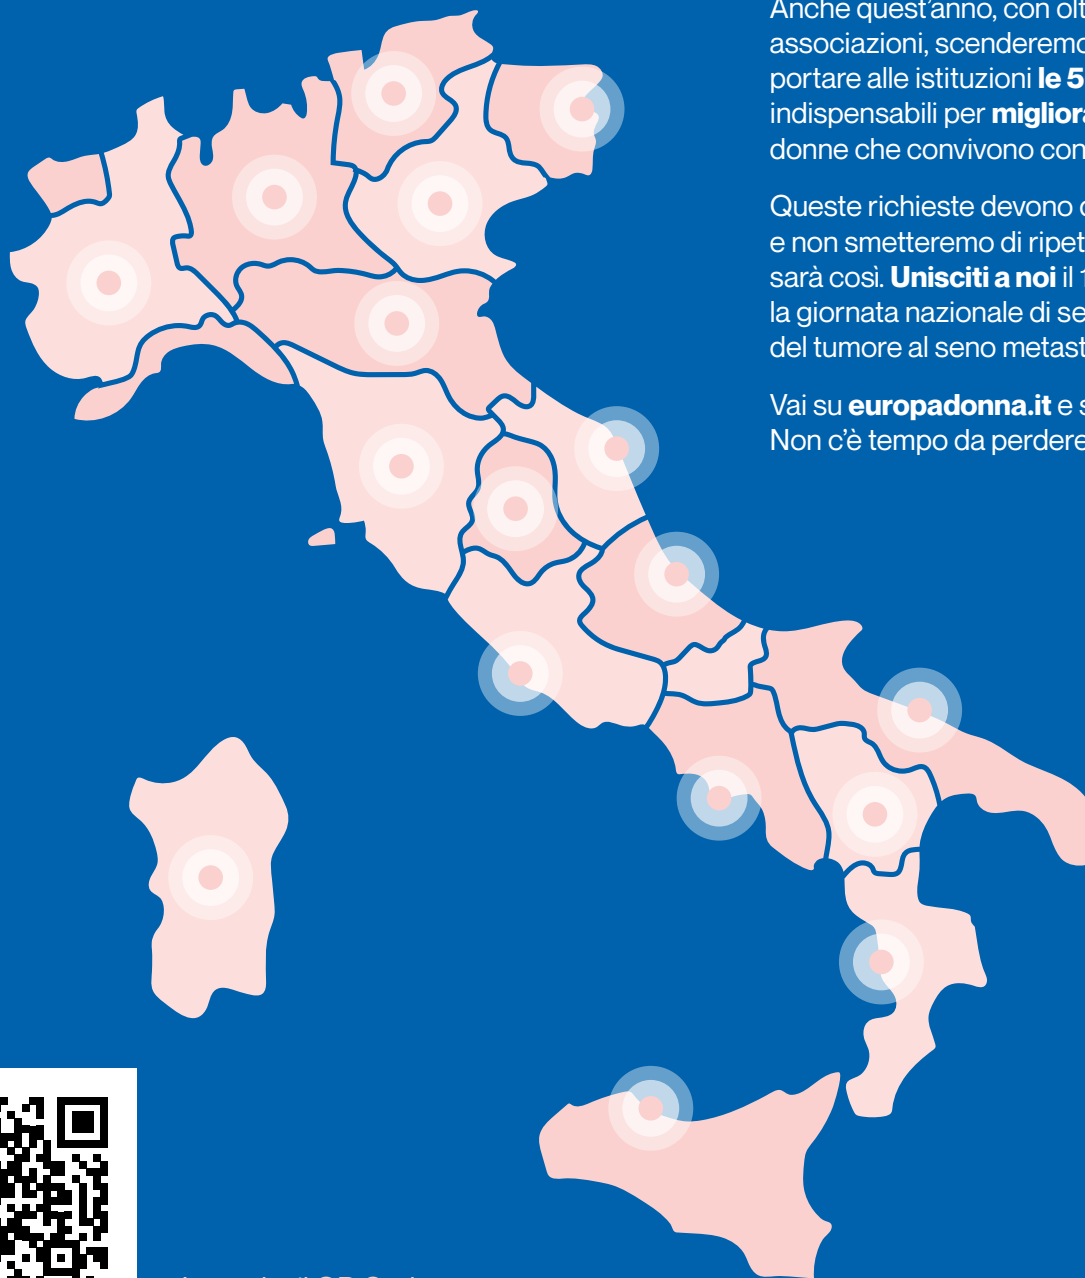 Anche quest'anno, con olt
associazioni, scenderemo
portare alle istituzioni le 5
indispensabili per migliora
donne che convivono con
Queste richieste devono
e non smetteremo di ripet
sarà così. Unisciti a noi il 1
la giornata nazionale di se
del tumore al seno metast
Vai su europadonna.it e s
Non c'è tempo da perdere